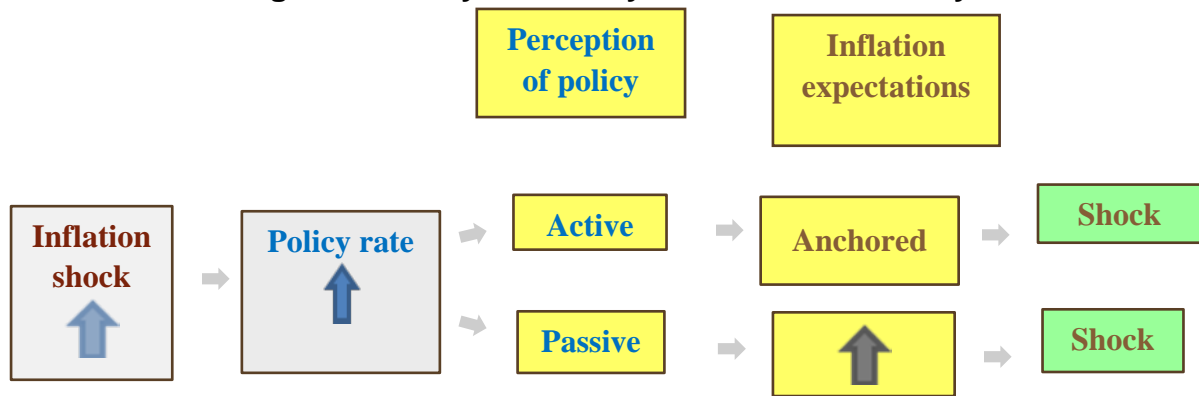 Perception
of policy
Inflation
expectations
Inflation
shock
Policy rate
Active
Anchored
Shock
Passive
Shock